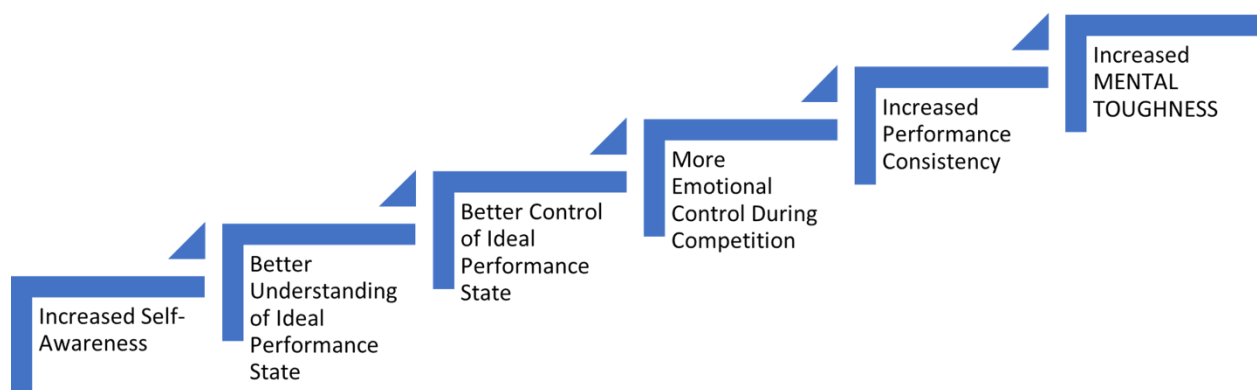 Increased Self-
Awareness
Better
Understanding
of Ideal
Performance
State
Better Control
of Ideal
Performance
State
More
Emotional
Control During
Competition
Increased
Performance
Consistency
Increased
MENTAL
TOUGHNESS